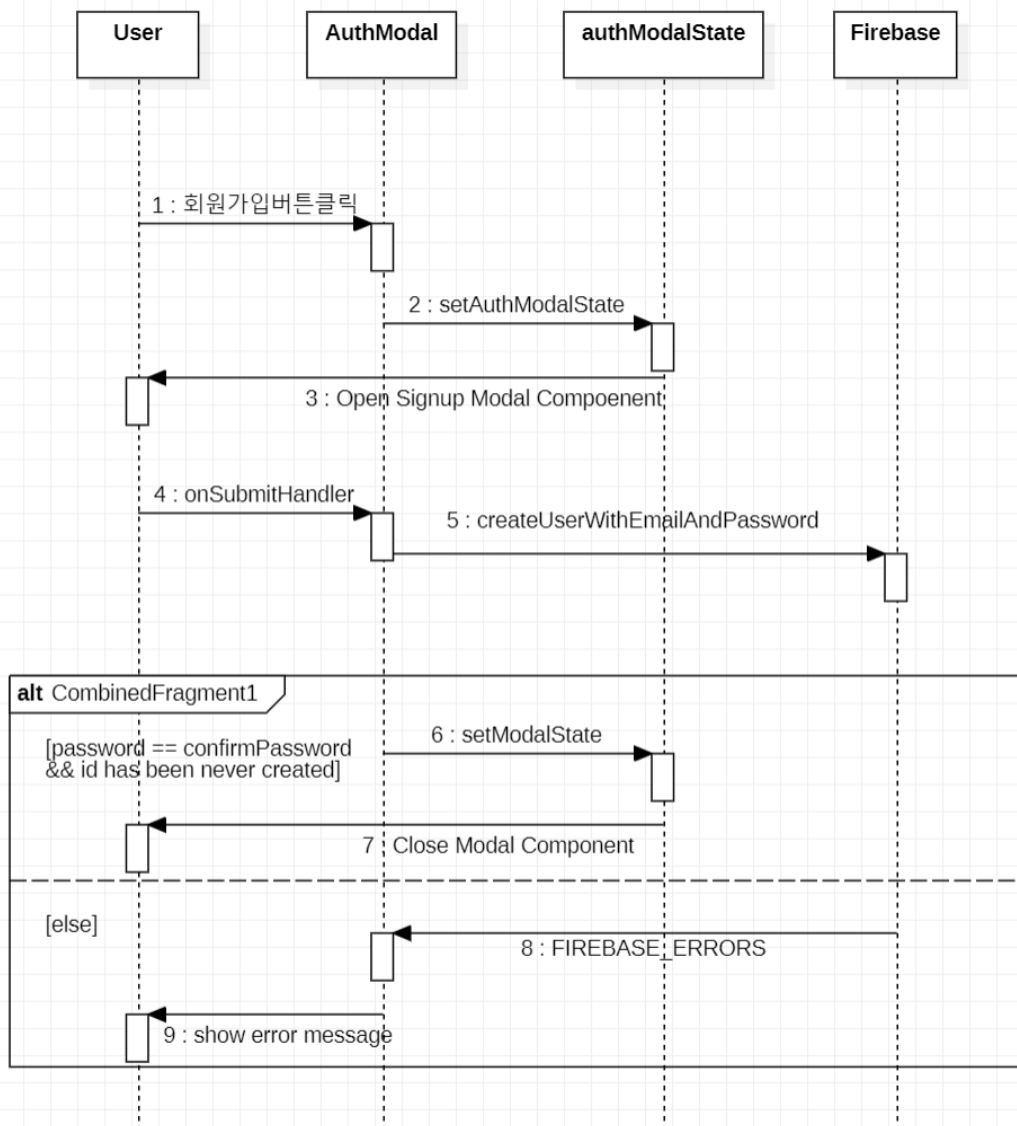 User
AuthModal
authModalState
Firebase
1 : 회원가입버튼클릭
2 : setAuthModalState
3 : Open Signup Modal Compoenent
4 : onSubmitHandler
5 : createUserWithEmailAndPassword
alt CombinedFragment1
6 : setModalState
[password == confirmPassword
&& id has been never created]
7 : Close Modal Component
[else]
8 : FIREBASE_ERRORS
9 : show error message